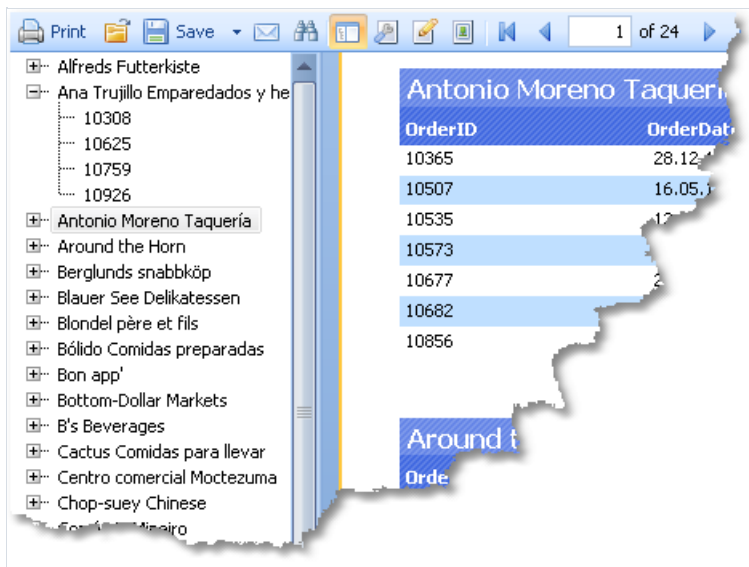 Print Save 1 of 24
Alfreds Futterkiste
Ana Trujillo Emparedados y he
10308
10625
10759
10926
Antonio Moreno Taquería
Around the Horn
Berglunds snabbköp
Blauer See Delikatessen
Blondel père et fils
Bólido Comidas preparadas
Bon app'
Bottom-Dollar Markets
B's Beverages
Cactus Comidas para llevar
Centro comercial Moctezuma
Chop-suey Chinese
Antonio Moreno Taquerí
OrderID OrderDat
10365 28.12.
10507 16.05.
10535 12
10573
10677 2
10682
10856
Around t
Orde